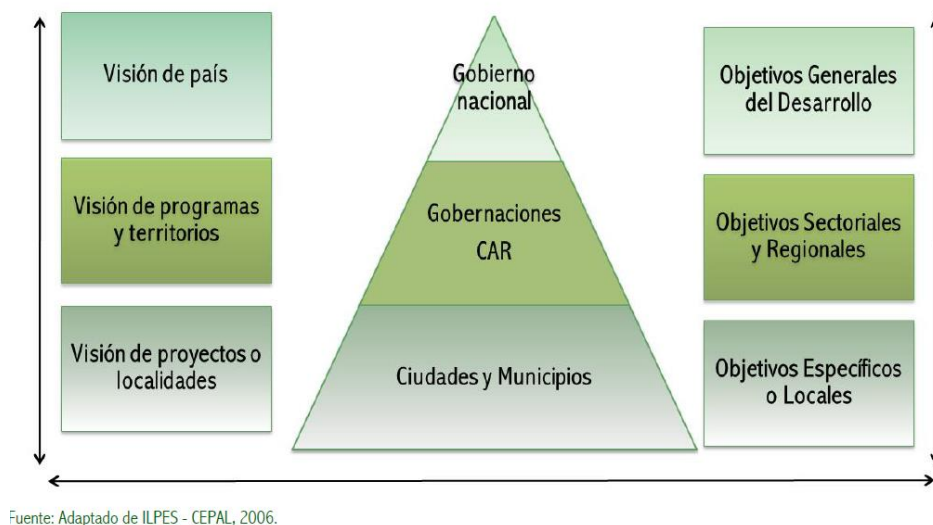 Visión de país
Gobierno
nacional
Objetivos Generales
del Desarrollo
Visión de programas
y territorios
Gobernaciones
CAR
Objetivos Sectoriales
y Regionales
Visión de proyectos o
localidades
Ciudades y Municipios
Objetivos Específicos
o Locales
Fuente: Adaptado de ILPES - CEPAL, 2006.